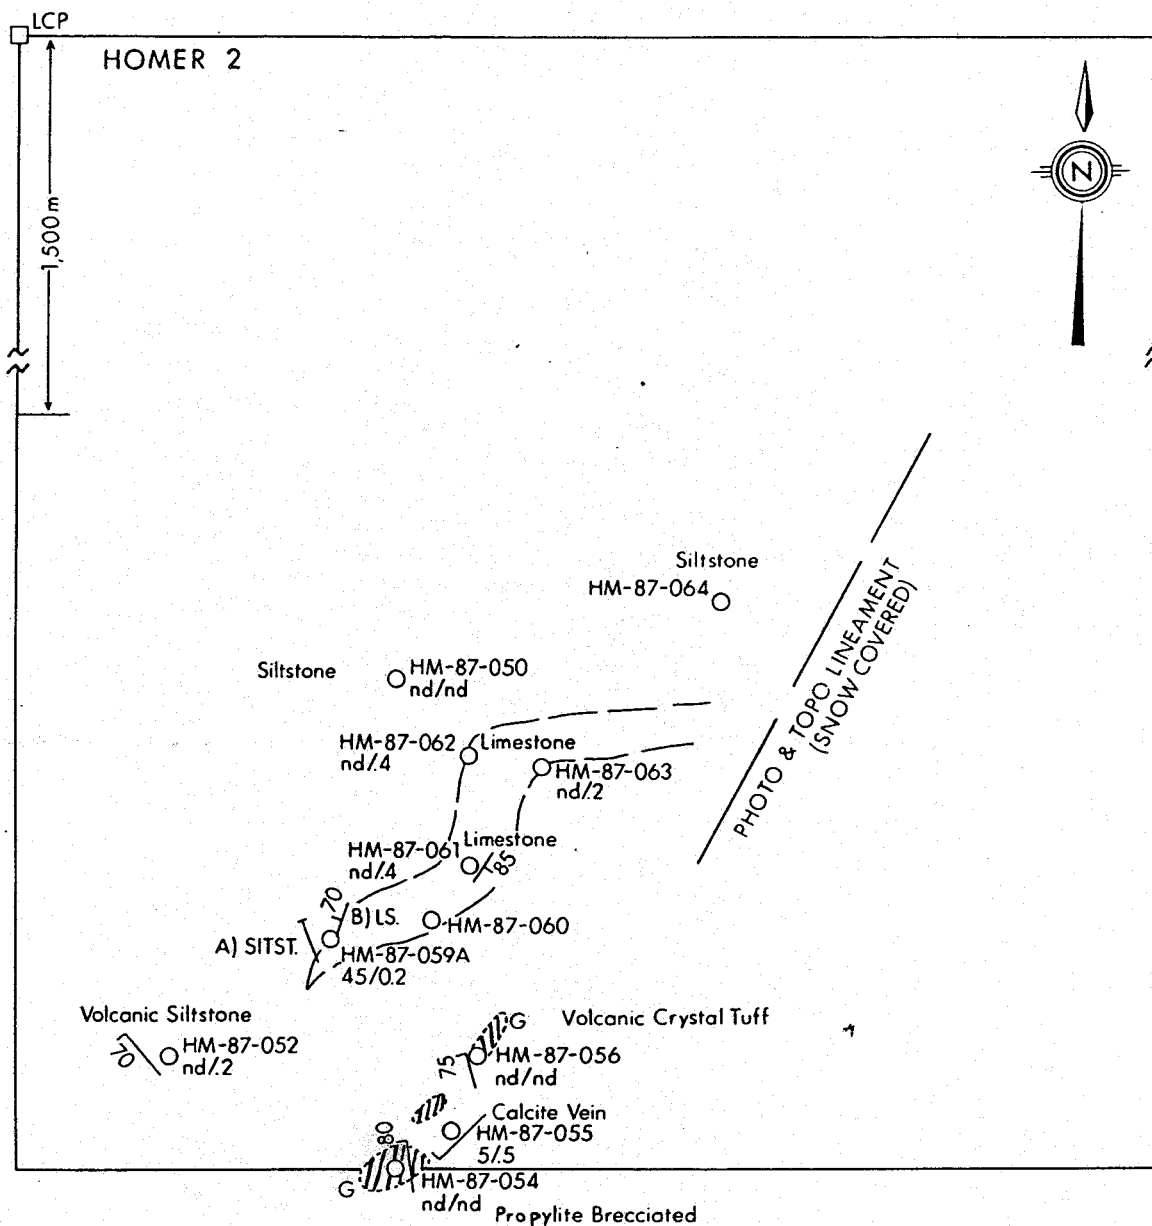 LCP
HOMER 2
N
1,500 m
Siltstone
HM-87-064
PHOTO & TOPO LINEAMENT
(SNOW COVERED)
Siltstone
HM-87-050
nd/nd
HM-87-062
nd/.4
Limestone
HM-87-063
nd/.2
HM-87-061
nd/.4
Limestone
85
70
B) LS.
HM-87-060
A) SITST.
HM-87-059A
45/0.2
Volcanic Siltstone
70
HM-87-052
nd/.2
G
Volcanic Crystal Tuff
75
HM-87-056
nd/nd
Calcite Vein
HM-87-055
5/.5
80
G
HM-87-054
nd/nd
Propylite Brecciated